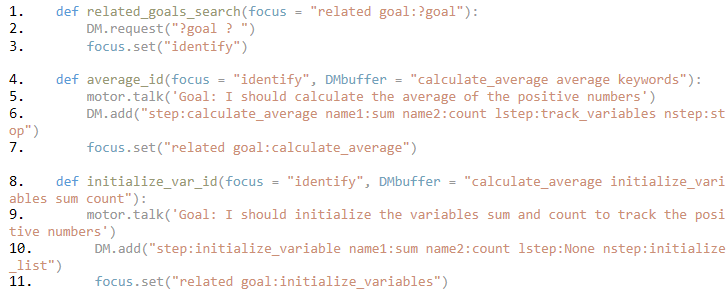 1.    def related_goals_search(focus = "related goal:?goal"):
2.        DM.request("?goal ? ")
3.        focus.set("identify")
4.    def average_id(focus = "identify", DMbuffer = "calculate_average average keywords"):
5.        motor.talk('Goal: I should calculate the average of the positive numbers')
6.        DM.add("step:calculate_average name1:sum name2:count lstep:track_variables nstep:st
op")
7.        focus.set("related goal:calculate_average")
8.    def initialize_var_id(focus = "identify", DMbuffer = "calculate_average initialize_vari
ables sum count"):
9.        motor.talk('Goal: I should initialize the variables sum and count to track the posi
tive numbers')
10.        DM.add("step:initialize_variable name1:sum name2:count lstep:None nstep:initialize
_list")
11.        focus.set("related goal:initialize_variables")